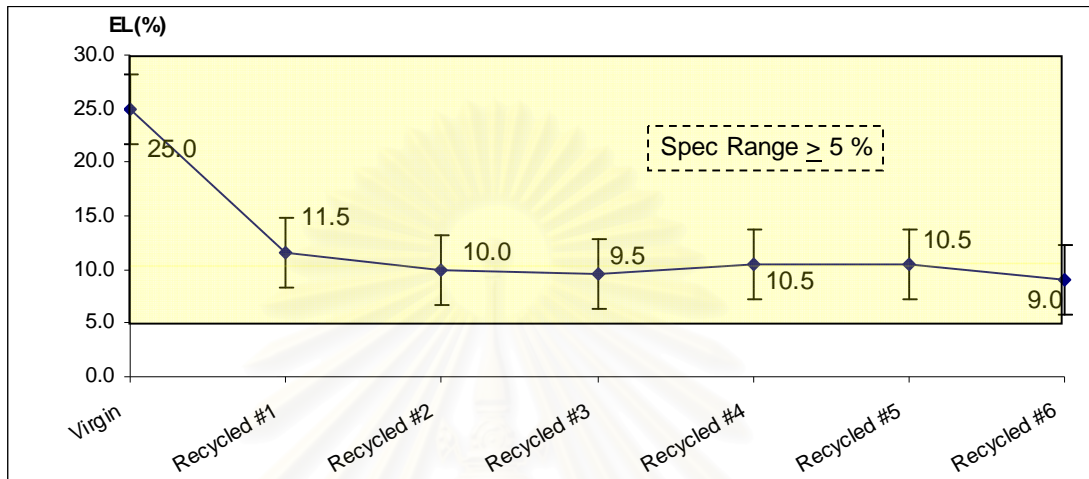 EL(%)
30.0
25.0
20.0
15.0
10.0
5.0
0.0
25.0
11.5
10.0
9.5
10.5
10.5
9.0
Spec Range ≥ 5 %
Virgin
Recycled #1
Recycled #2
Recycled #3
Recycled #4
Recycled #5
Recycled #6